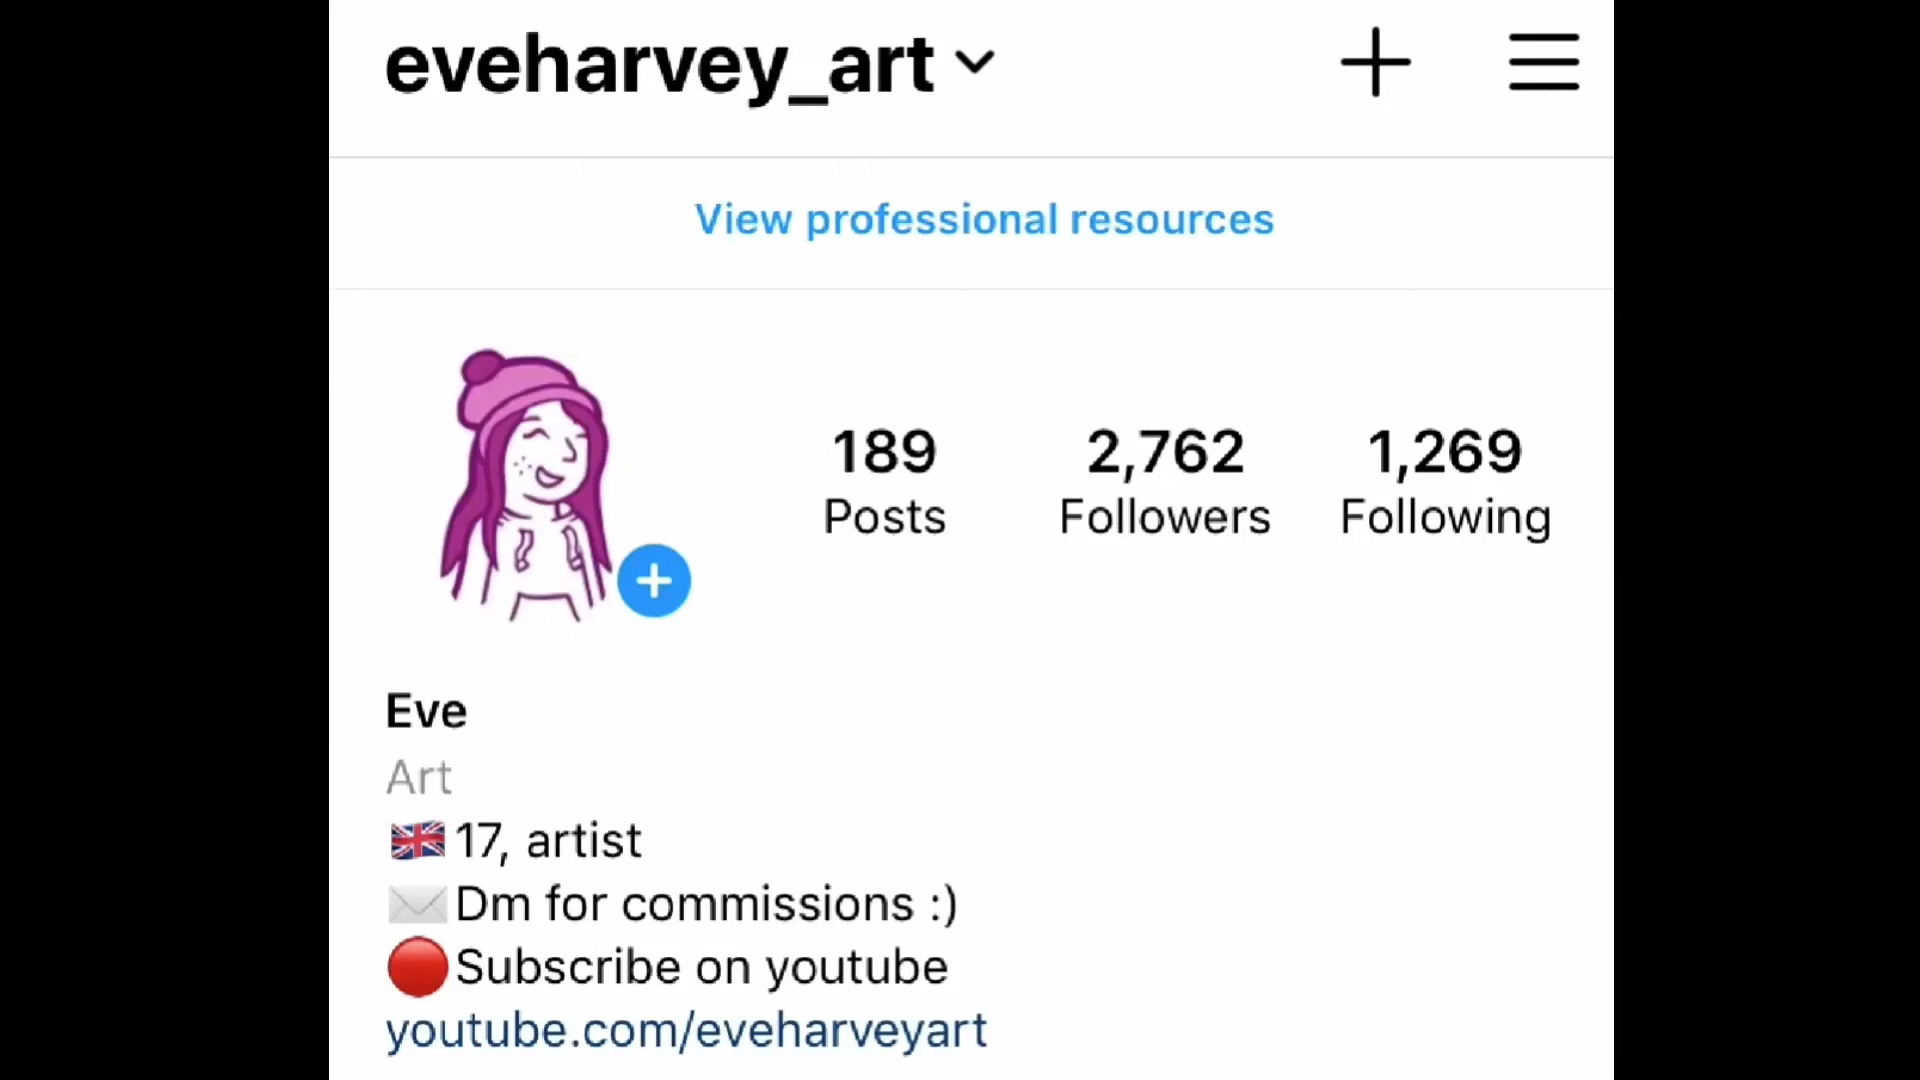 eveharvey_art
View professional resources
189 2,762 1,269
Posts Followers Following
Eve
Art
🇬🇧 17, artist
✉️ Dm for commissions :)
🔴 Subscribe on youtube
youtube.com/eveharveyart